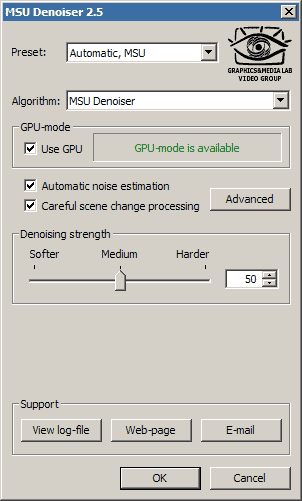 MSU Denoiser 2.5
Preset:
Automatic, MSU
GRAPHICS&MEDIA LAB
VIDEO GROUP
Algorithm:
MSU Denoiser
GPU-mode
Use GPU
GPU-mode is available
Automatic noise estimation
Careful scene change processing
Advanced
Denoising strength
Softer Medium Harder
50
Support
View log-file Web-page E-mail
OK Cancel